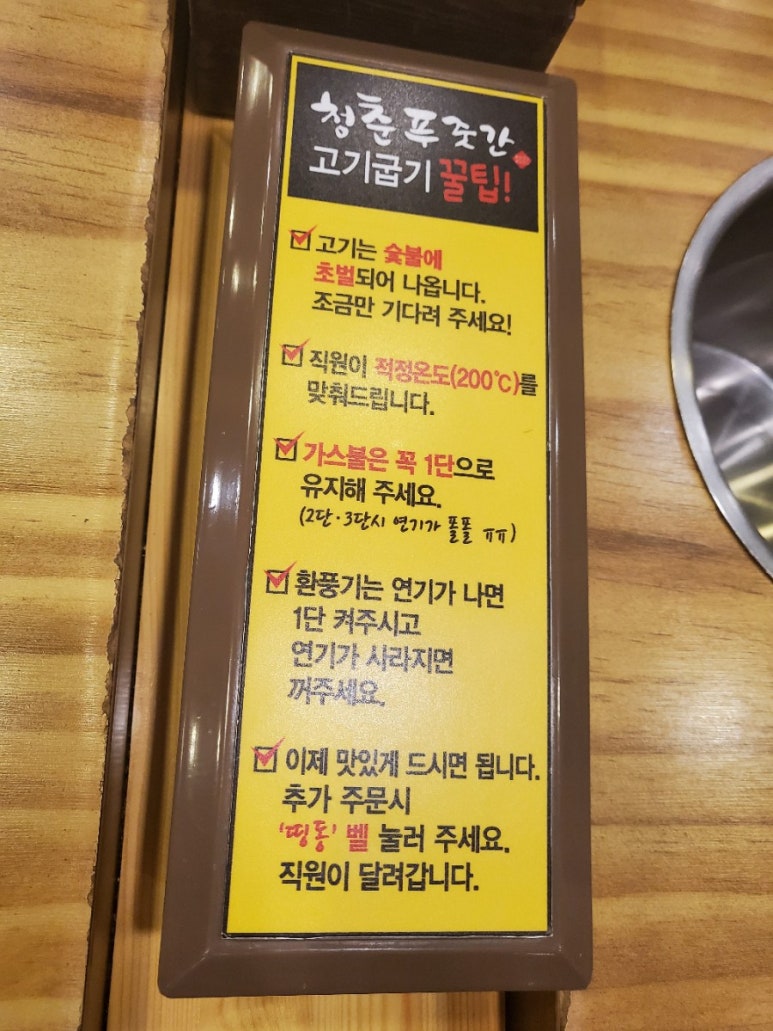 청춘푸줏간
고기굽기 꿀팁!
고기는 숯불에
초벌되어 나옵니다.
조금만 기다려 주세요!
직원이 적정온도(200℃)를
맞춰드립니다.
가스불은 꼭 1단으로
유지해 주세요.
(2단·3단시 연기가 폴폴 ㅠㅠ)
환풍기는 연기가 나면
1단 켜주시고
연기가 사라지면
꺼주세요.
이제 맛있게 드시면 됩니다.
추가 주문시
'띵동' 벨 눌러 주세요.
직원이 달려갑니다.